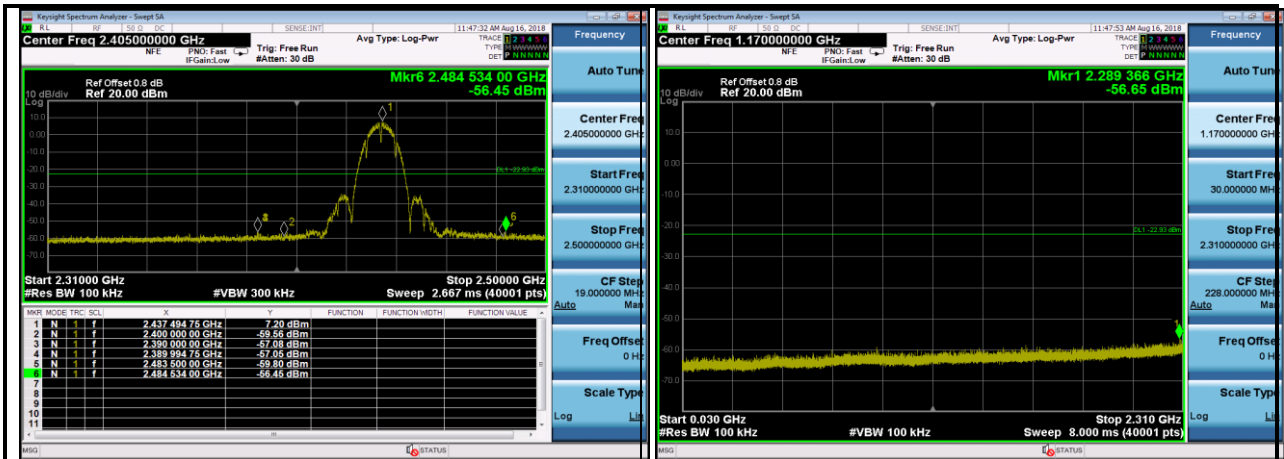 Keysight Spectrum Analyzer - Swept SA
RL RF 50 Ω DC SENSE:INT 11:47:32 AM Aug 16, 2018
Center Freq 2.405000000 GHz Avg Type: Log-Pwr TRACE 1 2 3 4 5 6
NFE PNO: Fast Trig: Free Run TYPE M WWWWW
IFGain:Low #Atten: 30 dB DET P N N N N N
Mkr6 2.484 534 00 GHz
Ref Offset 0.8 dB
10 dB/div Ref 20.00 dBm -56.45 dBm
Log
10.0
0.00
-10.0
-20.0
-30.0
-40.0
-50.0
-60.0
-70.0
1
2
6
DL1 -22.93 dBm
Start 2.31000 GHz Stop 2.50000 GHz
#Res BW 100 kHz #VBW 300 kHz Sweep 2.667 ms (40001 pts)
MKR MODE TRC SCL X Y FUNCTION FUNCTION WIDTH FUNCTION VALUE
1 N 1 f 2.437 494 75 GHz 7.20 dBm
2 N 1 f 2.400 000 00 GHz -59.56 dBm
3 N 1 f 2.390 000 00 GHz -57.08 dBm
4 N 1 f 2.389 994 75 GHz -57.05 dBm
5 N 1 f 2.483 500 00 GHz -59.80 dBm
6 N 1 f 2.484 534 00 GHz -56.45 dBm
7
8
9
10
11
MSG STATUS
Frequency
Auto Tune
Center Freq
2.405000000 GHz
Start Freq
2.310000000 GHz
Stop Freq
2.500000000 GHz
CF Step
19.000000 MHz
Auto Man
Freq Offset
0 Hz
Scale Type
Log Lin
Keysight Spectrum Analyzer - Swept SA
RL RF 50 Ω DC SENSE:INT 11:47:53 AM Aug 16, 2018
Center Freq 1.170000000 GHz Avg Type: Log-Pwr TRACE 1 2 3 4 5 6
NFE PNO: Fast Trig: Free Run TYPE M WWWWW
IFGain:Low #Atten: 30 dB DET P N N N N N
Mkr1 2.289 366 GHz
Ref Offset 0.8 dB
10 dB/div Ref 20.00 dBm -56.65 dBm
Log
10.0
0.00
-10.0
-20.0
-30.0
-40.0
-50.0
-60.0
-70.0
DL1 -22.93 dBm
1
Start 0.030 GHz Stop 2.310 GHz
#Res BW 100 kHz #VBW 100 kHz Sweep 8.000 ms (40001 pts)
MSG STATUS
Frequency
Auto Tune
Center Freq
1.170000000 GHz
Start Freq
30.000000 MHz
Stop Freq
2.310000000 GHz
CF Step
228.000000 MHz
Auto Man
Freq Offset
0 Hz
Scale Type
Log Lin